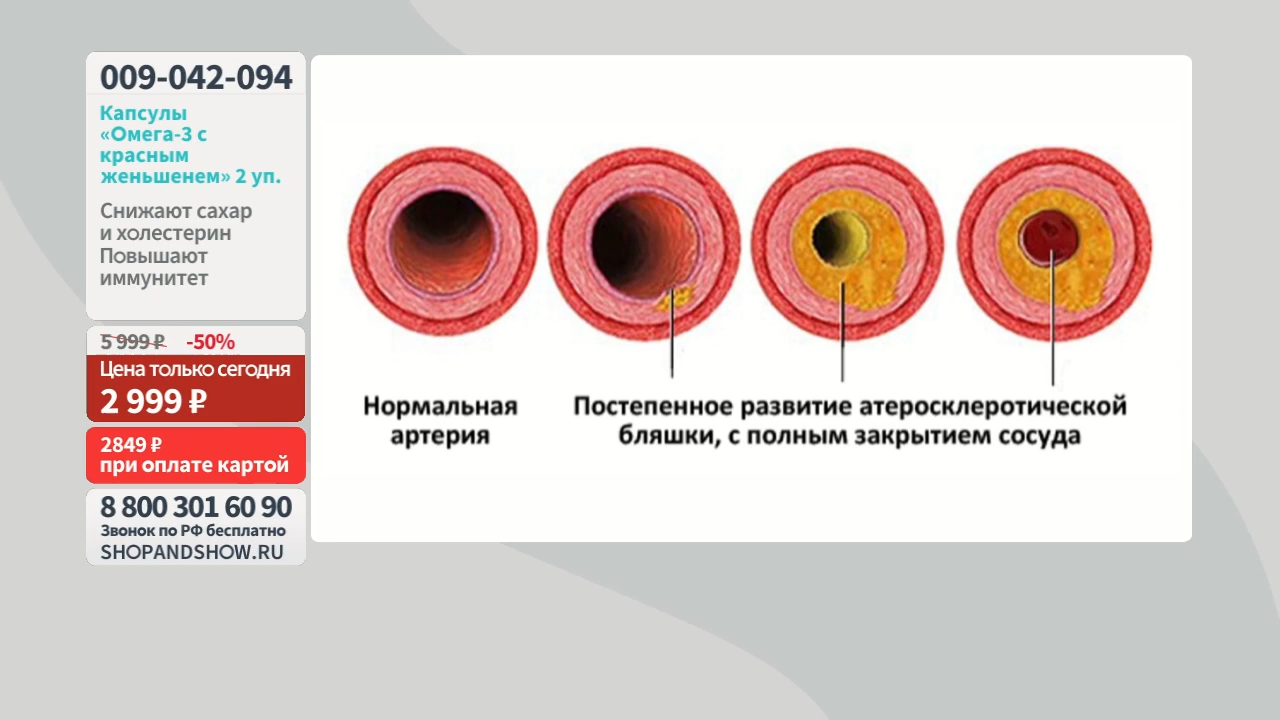 009-042-094
Капсулы
«Омега-3 с
красным
женьшенем» 2 уп.
Снижают сахар
и холестерин
Повышают
иммунитет
5 999 ₽ -50%
Цена только сегодня
2 999 ₽
2849 ₽
при оплате картой
8 800 301 60 90
Звонок по РФ бесплатно
SHOPANDSHOW.RU
Нормальная
артерия
Постепенное развитие атеросклеротической
бляшки, с полным закрытием сосуда